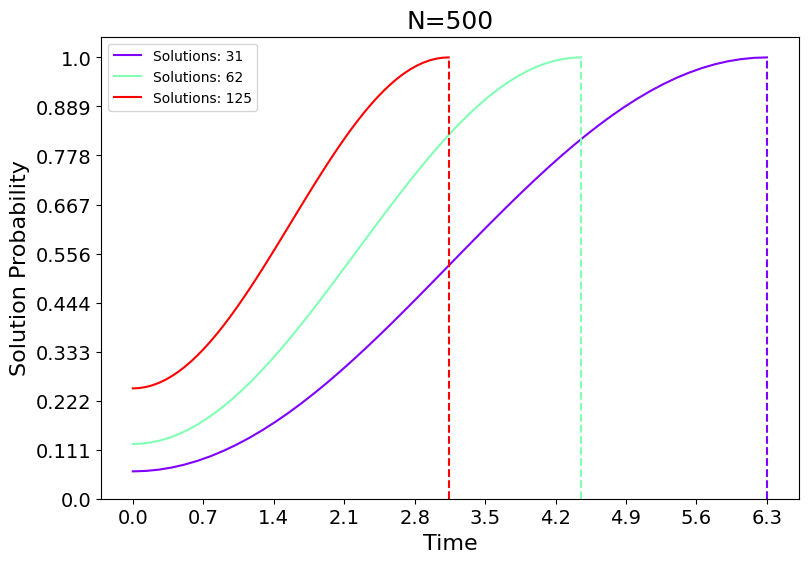 N=500
Solutions: 31
Solutions: 62
Solutions: 125
Solution Probability
1.0
0.889
0.778
0.667
0.556
0.444
0.333
0.222
0.111
0.0
0.0 0.7 1.4 2.1 2.8 3.5 4.2 4.9 5.6 6.3
Time